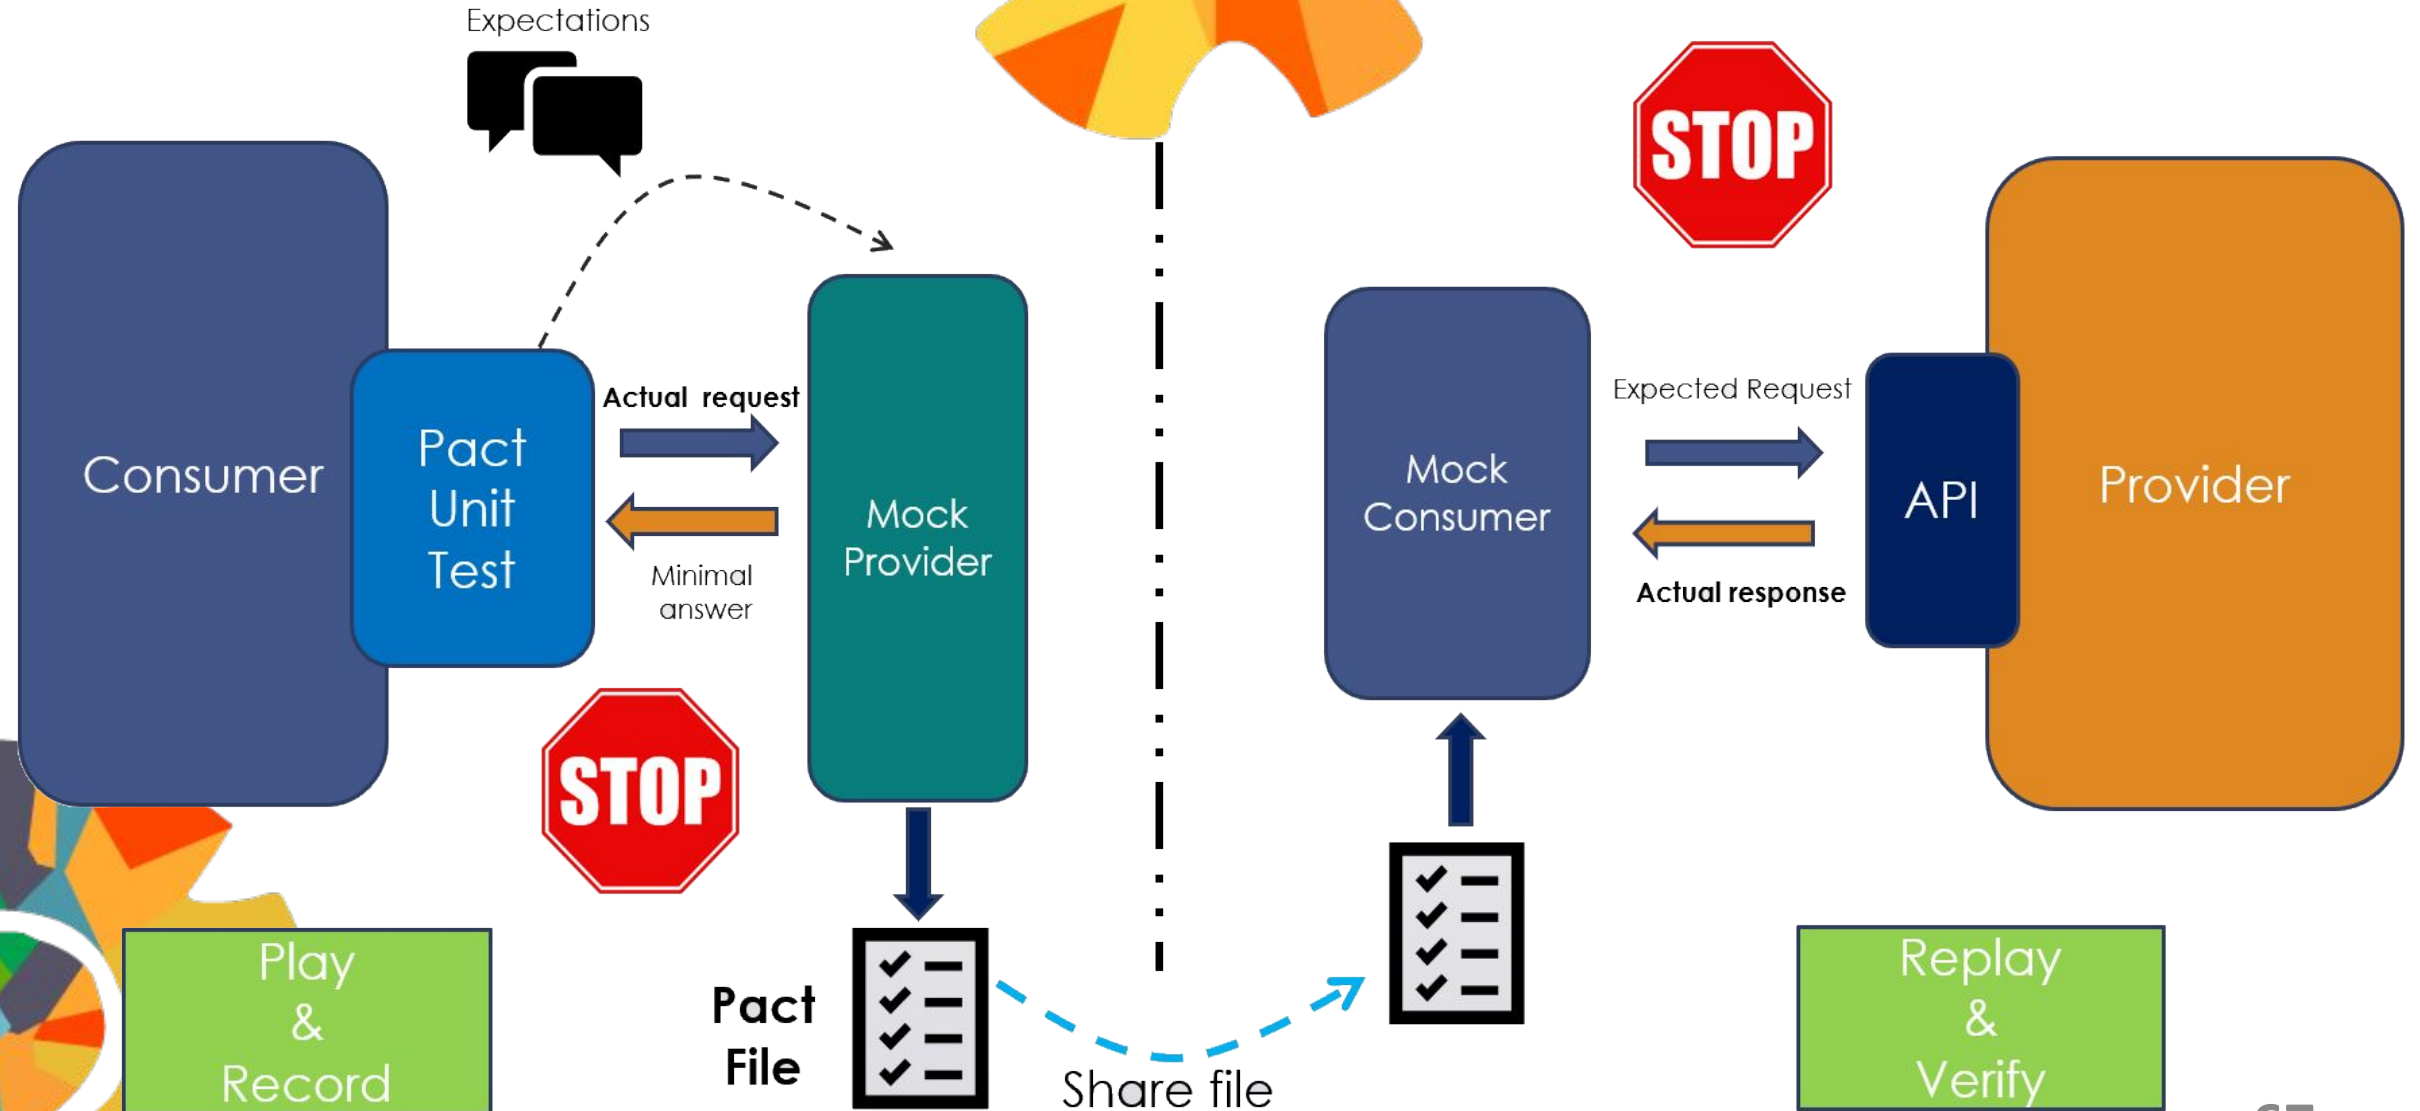 Expectations
STOP
Consumer
Pact
Unit
Test
Actual request
Minimal
answer
Mock
Provider
STOP
Mock
Consumer
Expected Request
Actual response
API
Provider
Play
&
Record
Pact
File
Share file
Replay
&
Verify